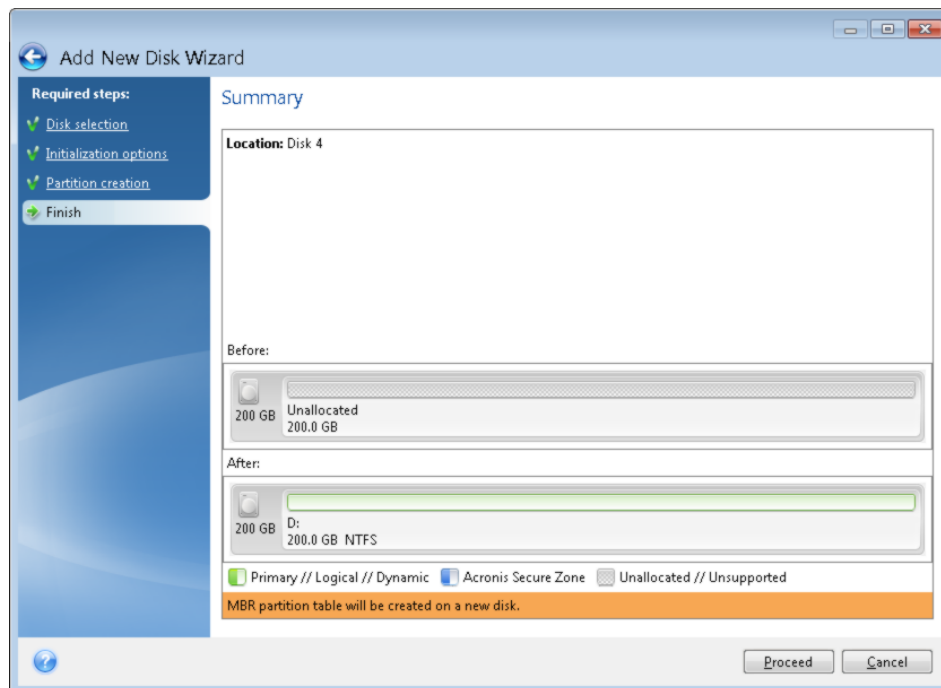 Add New Disk Wizard
Required steps:
Disk selection
Initialization options
Partition creation
Finish
Summary
Location: Disk 4
Before:
200 GB
Unallocated
200.0 GB
After:
200 GB
D:
200.0 GB NTFS
Primary // Logical // Dynamic Acronis Secure Zone Unallocated // Unsupported
MBR partition table will be created on a new disk.
?
Proceed Cancel